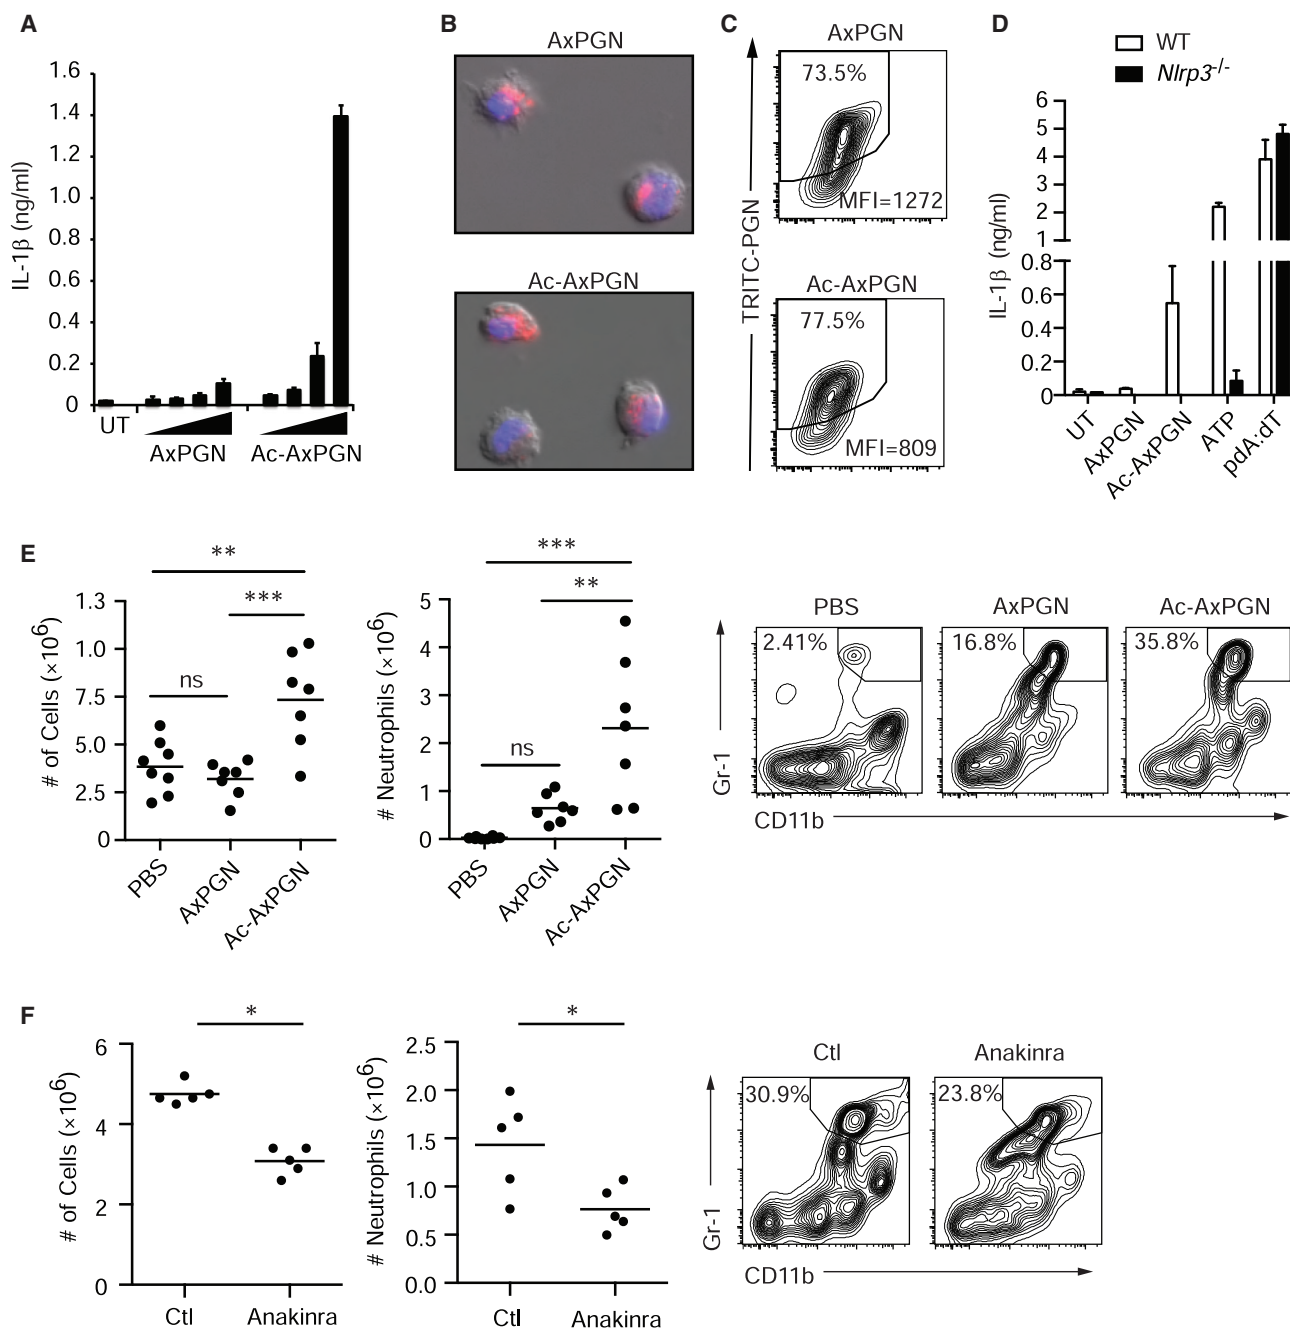 A
IL-1β (ng/ml)
1.6
1.4
1.2
1.0
0.8
0.6
0.4
0.2
0
UT
AxPGN
Ac-AxPGN
B
AxPGN
Ac-AxPGN
C
TRITC-PGN
AxPGN
73.5%
MFI=1272
Ac-AxPGN
77.5%
MFI=809
D
WT
Nlrp3-/-
IL-1β (ng/ml)
6
5
4
3
2
1
0.8
0.6
0.4
0.2
0
UT
AxPGN
Ac-AxPGN
ATP
pdA:dT
E
# of Cells (×10⁶)
**
***
ns
1.3
1.0
7.5
5.0
2.5
0
PBS
AxPGN
Ac-AxPGN
# Neutrophils (×10⁶)
***
**
ns
5
4
3
2
1
0
PBS
AxPGN
Ac-AxPGN
PBS
AxPGN
Ac-AxPGN
2.41%
16.8%
35.8%
Gr-1
CD11b
F
# of Cells (×10⁶)
*
6
4
2
0
Ctl
Anakinra
# Neutrophils (×10⁶)
*
2.5
2.0
1.5
1.0
0.5
0.0
Ctl
Anakinra
Ctl
Anakinra
30.9%
23.8%
Gr-1
CD11b